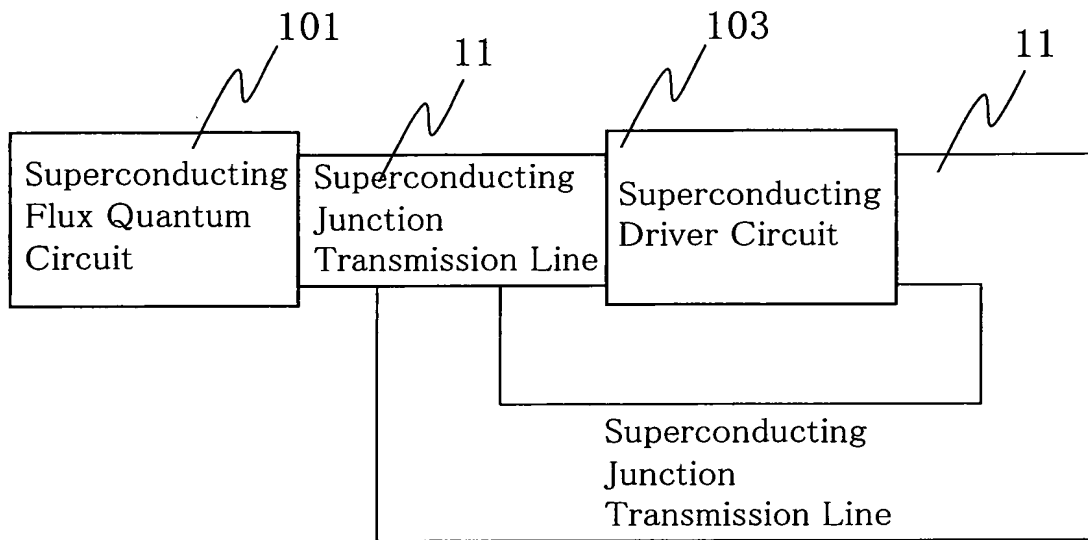 101
11
103
11
Superconducting
Flux Quantum
Circuit
Superconducting
Junction
Transmission Line
Superconducting
Driver Circuit
Superconducting
Junction
Transmission Line